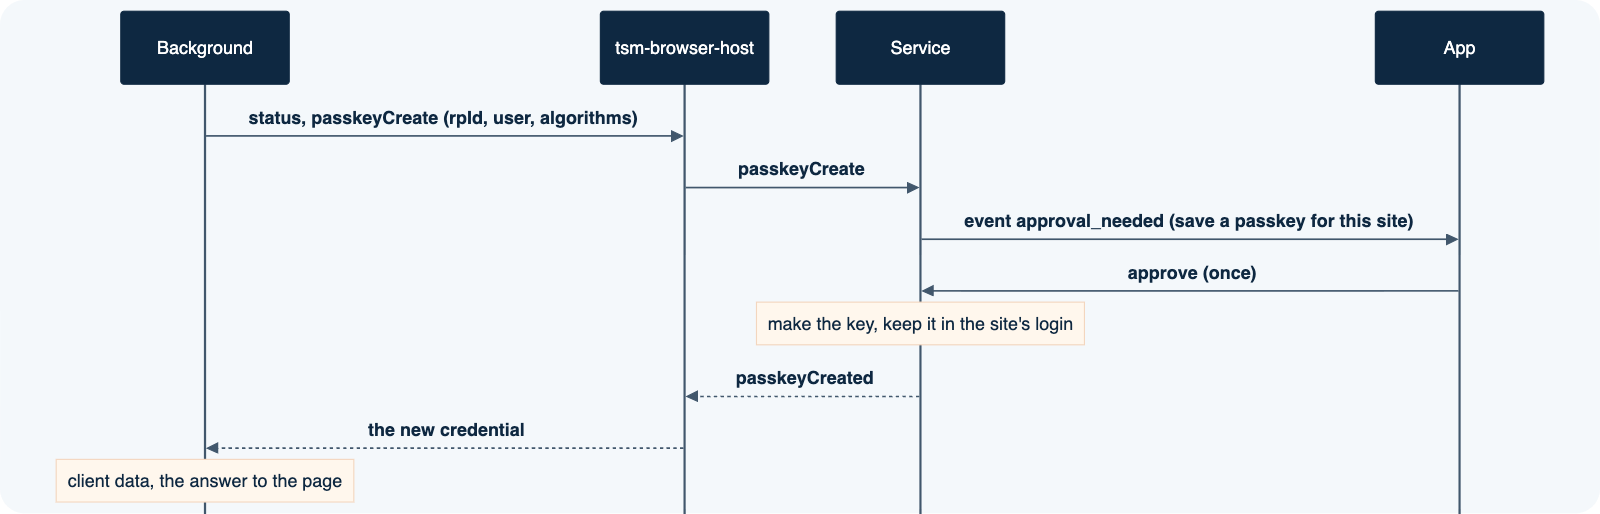 Background
tsm-browser-host
Service
App
status, passkeyCreate (rpId, user, algorithms)
passkeyCreate
event approval_needed (save a passkey for this site)
approve (once)
make the key, keep it in the site's login
passkeyCreated
the new credential
client data, the answer to the page